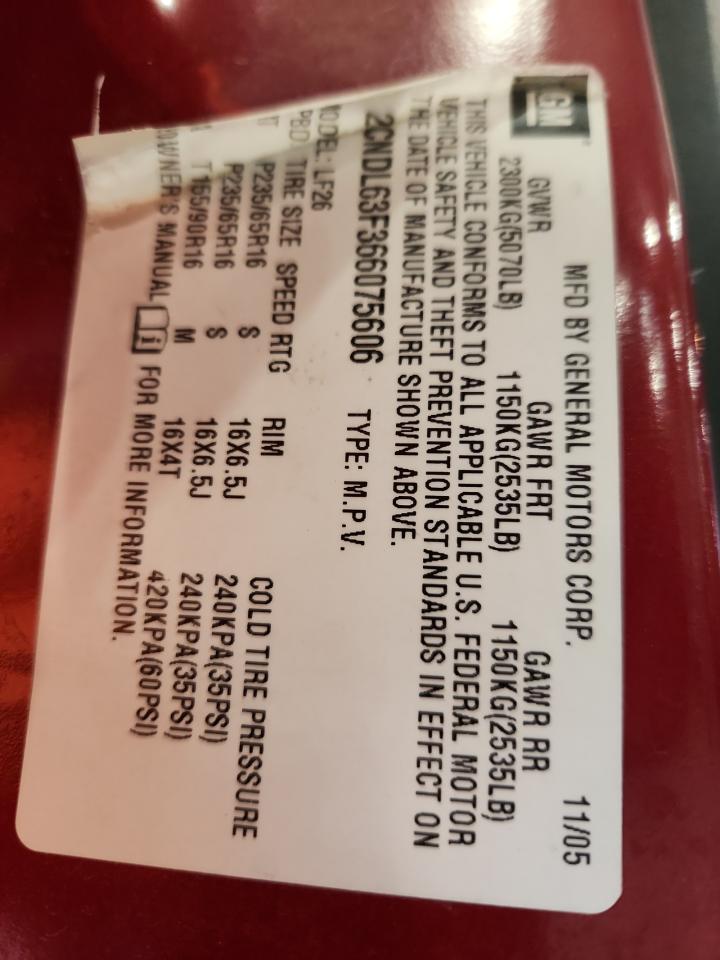 GM
MFD BY GENERAL MOTORS CORP. 11/05
GVWR GAWR FRT GAWR RR
2300KG(5070LB) 1150KG(2535LB) 1150KG(2535LB)
THIS VEHICLE CONFORMS TO ALL APPLICABLE U.S. FEDERAL MOTOR
VEHICLE SAFETY AND THEFT PREVENTION STANDARDS IN EFFECT ON
THE DATE OF MANUFACTURE SHOWN ABOVE.
2CNDL63F366075606 TYPE: M.P.V.
MODEL: LF26
TIRE SIZE SPEED RTG RIM COLD TIRE PRESSURE
P235/65R16 S 16X6.5J 240KPA(35PSI)
P235/65R16 S 16X6.5J 240KPA(35PSI)
T155/90R16 M 16X4T 420KPA(60PSI)
OWNER'S MANUAL i FOR MORE INFORMATION.